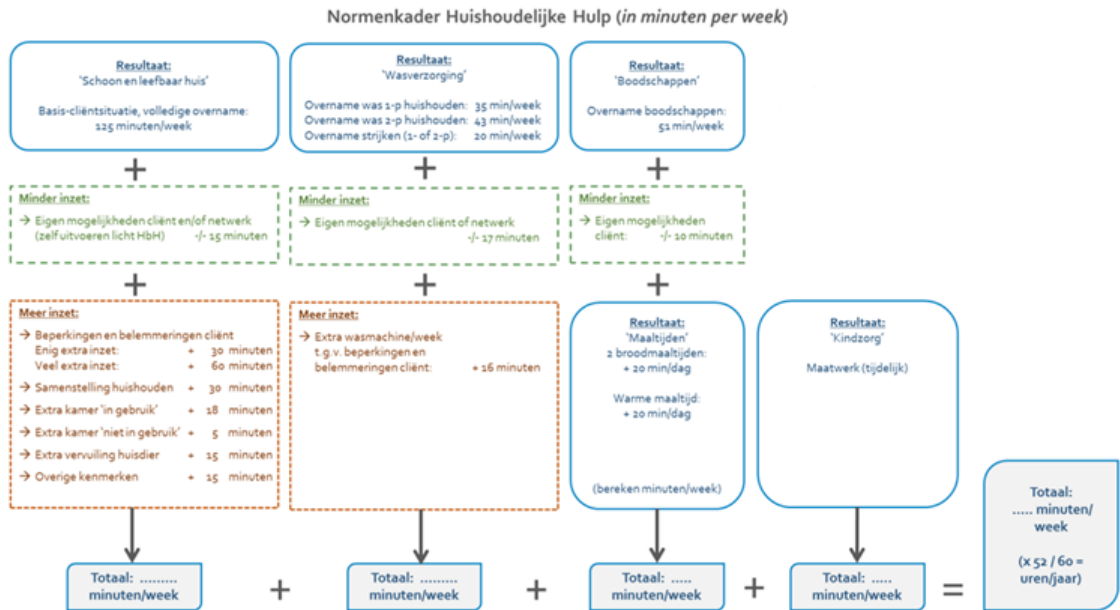 Normenkader Huishoudelijke Hulp (in minuten per week)
Resultaat:
'Schoon en leefbaar huis'
Basis-cliëntsituatie, volledige overname:
125 minuten/week
Resultaat:
'Wasverzorging'
Overname was 1-p huishouden: 35 min/week
Overname was 2-p huishouden: 43 min/week
Overname strijken (1- of 2-p): 20 min/week
Resultaat:
'Boodschappen'
Overname boodschappen:
51 min/week
+
+
+
Minder inzet:
→ Eigen mogelijkheden cliënt en/of netwerk
(zelf uitvoeren licht HbH) -/- 15 minuten
Minder inzet:
→ Eigen mogelijkheden cliënt of netwerk
-/- 17 minuten
Minder inzet:
→ Eigen mogelijkheden
cliënt: -/- 10 minuten
+
+
+
Meer inzet:
→ Beperkingen en belemmeringen cliënt
Enig extra inzet: + 30 minuten
Veel extra inzet: + 60 minuten
→ Samenstelling huishouden + 30 minuten
→ Extra kamer 'in gebruik' + 18 minuten
→ Extra kamer 'niet in gebruik' + 5 minuten
→ Extra vervuiling huisdier + 15 minuten
→ Overige kenmerken + 15 minuten
Meer inzet:
→ Extra wasmachine/week
t.g.v. beperkingen en
belemmeringen cliënt: + 16 minuten
Resultaat:
'Maaltijden'
2 broodmaaltijden:
+ 20 min/dag
Warme maaltijd:
+ 20 min/dag
(bereken minuten/week)
Resultaat:
'Kindzorg'
Maatwerk (tijdelijk)
Totaal: .........
minuten/week
+
Totaal: .........
minuten/week
+
Totaal: .....
minuten/week
+
Totaal: .....
minuten/week
=
Totaal:
..... minuten/
week
(x 52 / 60 =
uren/jaar)